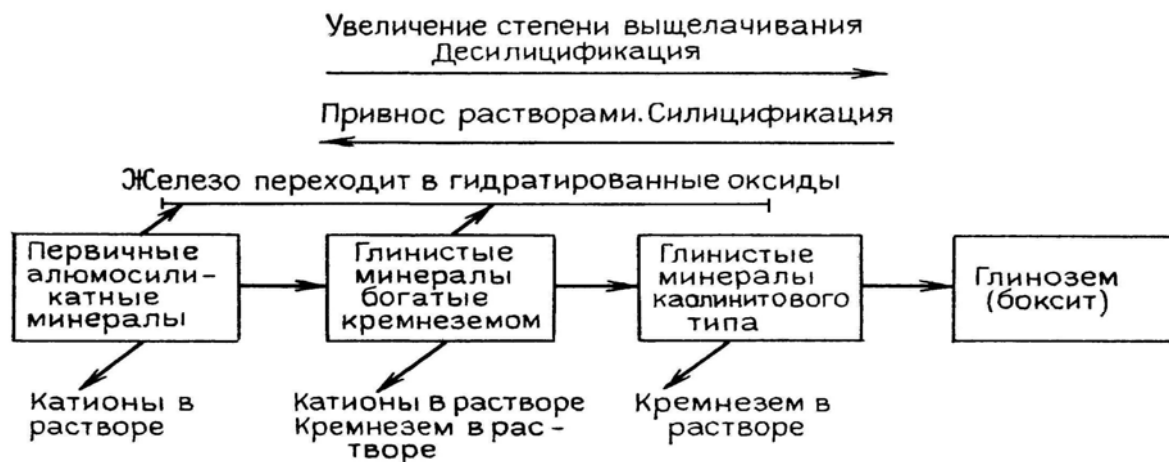 Увеличение степени выщелачивания
Десилицификация
Привнос растворами. Силицификация
Железо переходит в гидратированные оксиды
Первичные
алюмосили-
катные
минералы
Глинистые
минералы
богатые
кремнеземом
Глинистые
минералы
каолинитового
типа
Глинозем
(боксит)
Катионы в
растворе
Катионы в растворе
Кремнезем в рас-
творе
Кремнезем в
растворе